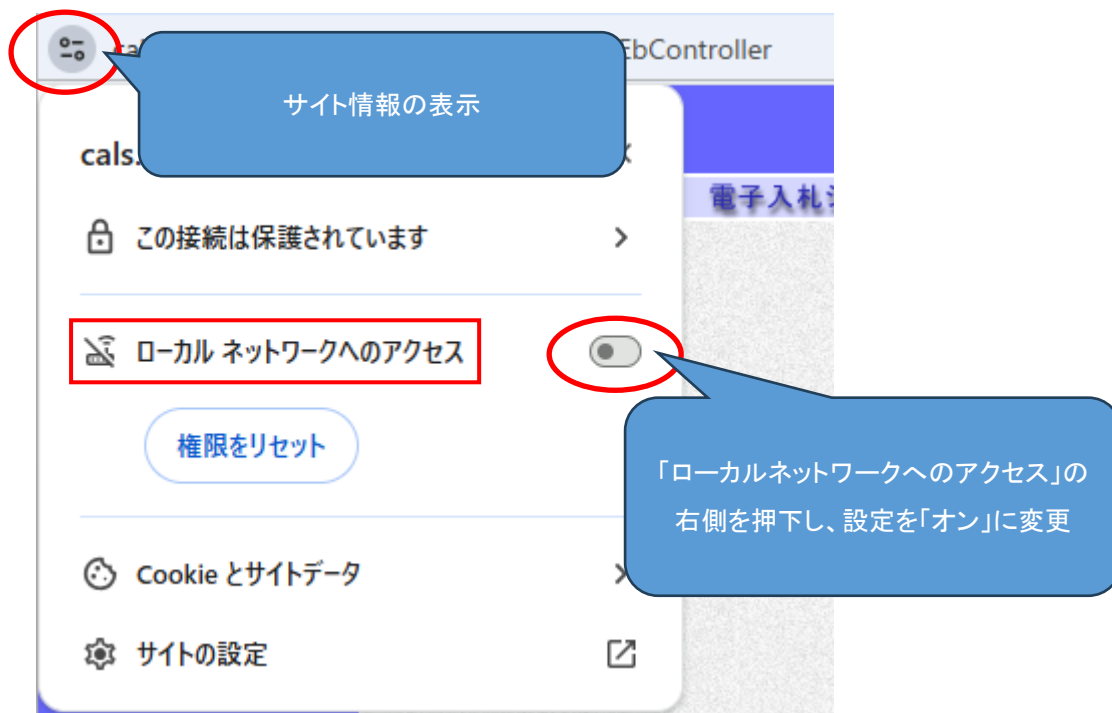 EbController
サイト情報の表示
cals.
電子入札
この接続は保護されています
ローカル ネットワークへのアクセス
権限をリセット
「ローカルネットワークへのアクセス」の
右側を押下し、設定を「オン」に変更
Cookie とサイトデータ
サイトの設定